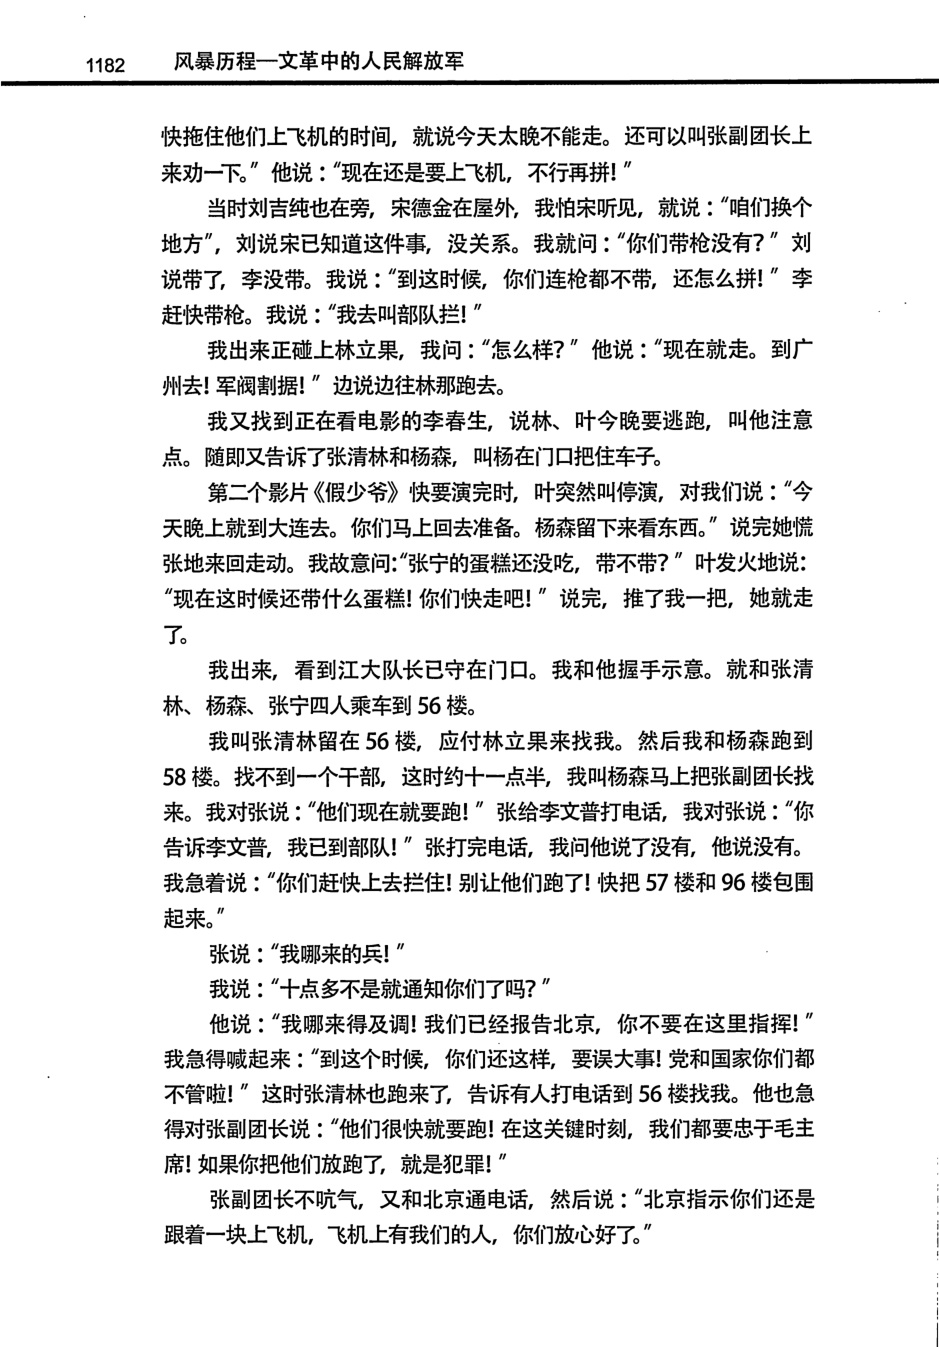 1182 风暴历程—文革中的人民解放军
快拖住他们上飞机的时间，就说今天太晚不能走。还可以叫张副团长上
来劝一下。”他说：“现在还是要上飞机，不行再拼！”
当时刘吉纯也在旁，宋德金在屋外，我怕宋听见，就说：“咱们换个
地方”，刘说宋已知道这件事，没关系。我就问：“你们带枪没有？”刘
说带了，李没带。我说：“到这时候，你们连枪都不带，还怎么拼！”李
赶快带枪。我说：“我去叫部队拦！”
我出来正碰上林立果，我问：“怎么样？”他说：“现在就走。到广
州去！军阀割据！”边说边往林那跑去。
我又找到正在看电影的李春生，说林、叶今晚要逃跑，叫他注意
点。随即又告诉了张清林和杨森，叫杨在门口把住车子。
第二个影片《假少爷》快要演完时，叶突然叫停演，对我们说：“今
天晚上就到大连去。你们马上回去准备。杨森留下来看东西。”说完她慌
张地来回走动。我故意问：“张宁的蛋糕还没吃，带不带？”叶发火地说：
“现在这时候还带什么蛋糕！你们快走吧！”说完，推了我一把，她就走
了。
我出来，看到江大队长已守在门口。我和他握手示意。就和张清
林、杨森、张宁四人乘车到 56 楼。
我叫张清林留在 56 楼，应付林立果来找我。然后我和杨森跑到
58 楼。找不到一个干部，这时约十一点半，我叫杨森马上把张副团长找
来。我对张说：“他们现在就要跑！”张给李文普打电话，我对张说：“你
告诉李文普，我已到部队！”张打完电话，我问他说了没有，他说没有。
我急着说：“你们赶快上去拦住！别让他们跑了！快把 57 楼和 96 楼包围
起来。”
张说：“我哪来的兵！”
我说：“十点多不是就通知你们了吗？”
他说：“我哪来得及调！我们已经报告北京，你不要在这里指挥！”
我急得喊起来：“到这个时候，你们还这样，要误大事！党和国家你们都
不管啦！”这时张清林也跑来了，告诉有人打电话到 56 楼找我。他也急
得对张副团长说：“他们很快就要跑！在这关键时刻，我们都要忠于毛主
席！如果你把他们放跑了，就是犯罪！”
张副团长不吭气，又和北京通电话，然后说：“北京指示你们还是
跟着一块上飞机，飞机上有我们的人，你们放心好了。”